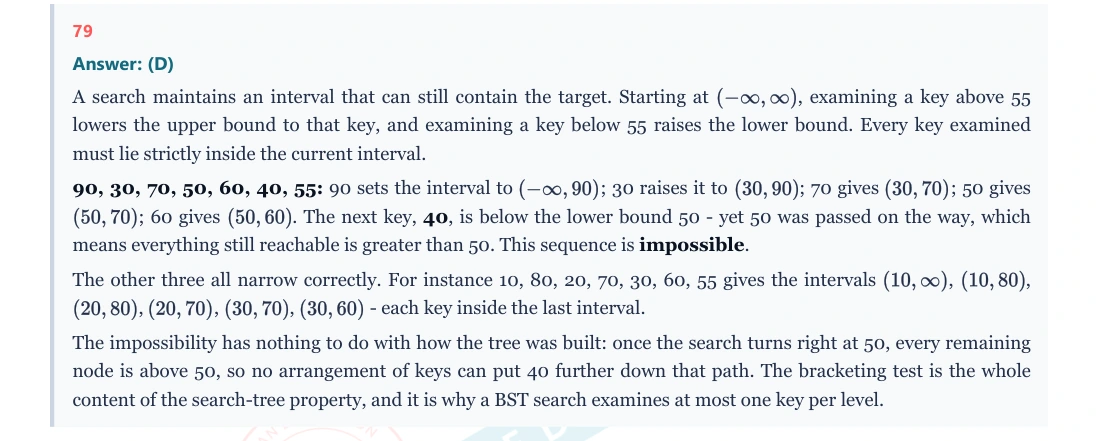 79
Answer: (D)
A search maintains an interval that can still contain the target. Starting at (−∞, ∞), examining a key above 55
lowers the upper bound to that key, and examining a key below 55 raises the lower bound. Every key examined
must lie strictly inside the current interval.
90, 30, 70, 50, 60, 40, 55: 90 sets the interval to (−∞, 90); 30 raises it to (30, 90); 70 gives (30, 70); 50 gives
(50, 70); 60 gives (50, 60). The next key, 40, is below the lower bound 50 - yet 50 was passed on the way, which
means everything still reachable is greater than 50. This sequence is impossible.
The other three all narrow correctly. For instance 10, 80, 20, 70, 30, 60, 55 gives the intervals (10, ∞), (10, 80),
(20, 80), (20, 70), (30, 70), (30, 60) - each key inside the last interval.
The impossibility has nothing to do with how the tree was built: once the search turns right at 50, every remaining
node is above 50, so no arrangement of keys can put 40 further down that path. The bracketing test is the whole
content of the search-tree property, and it is why a BST search examines at most one key per level.